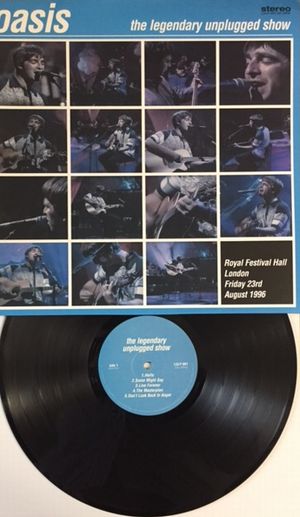 oasis
the legendary unplugged show
stereo
Royal Festival Hall
London
Friday 23rd
August 1996
the legendary
unplugged show
SIDE 1
1.Hello
2.Some Might Say
3.Live Forever
4.The Masterplan
5.Don't Look Back In Anger